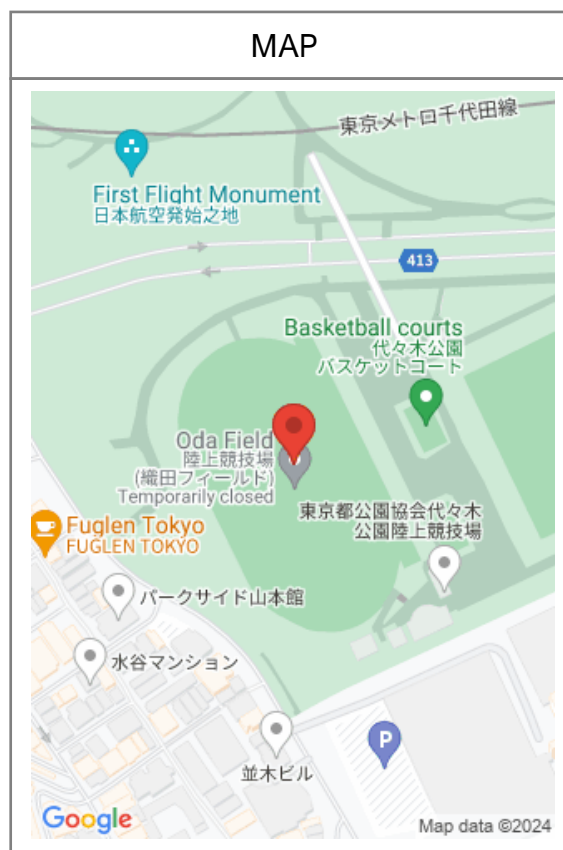 MAP
東京メトロ千代田線
First Flight Monument
日本航空発始之地
413
Basketball courts
代々木公園
バスケットコート
Oda Field
陸上競技場
(織田フィールド)
Temporarily closed
東京都公園協会代々木
公園陸上競技場
Fuglen Tokyo
FUGLEN TOKYO
パークサイド山本館
水谷マンション
P
並木ビル
Google
Map data ©2024